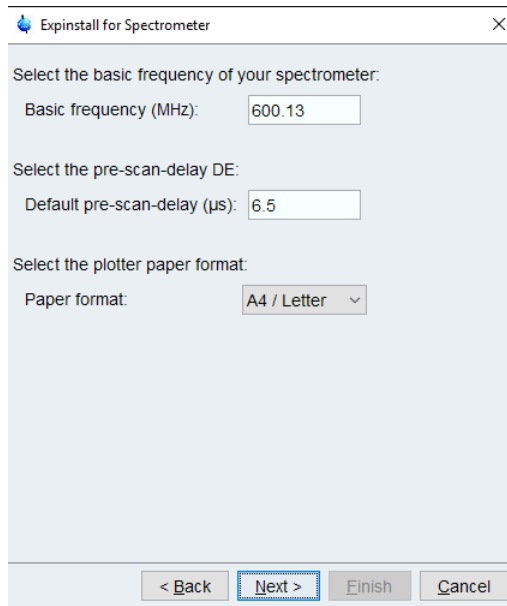 Expinstall for Spectrometer
Select the basic frequency of your spectrometer:
Basic frequency (MHz): 600.13
Select the pre-scan-delay DE:
Default pre-scan-delay (µs): 6.5
Select the plotter paper format:
Paper format: A4 / Letter
< Back Next > Finish Cancel